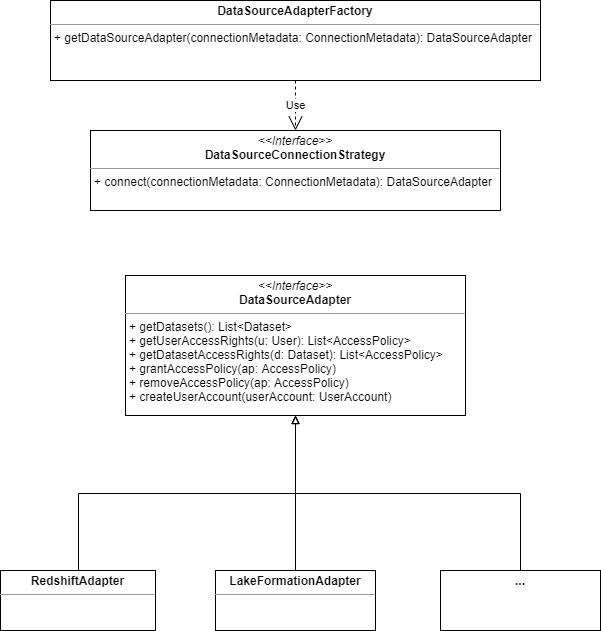 DataSourceAdapterFactory
+ getDataSourceAdapter(connectionMetadata: ConnectionMetadata): DataSourceAdapter
Use
<<Interface>>
DataSourceConnectionStrategy
+ connect(connectionMetadata: ConnectionMetadata): DataSourceAdapter
<<Interface>>
DataSourceAdapter
+ getDatasets(): List<Dataset>
+ getUserAccessRights(u: User): List<AccessPolicy>
+ getDatasetAccessRights(d: Dataset): List<AccessPolicy>
+ grantAccessPolicy(ap: AccessPolicy)
+ removeAccessPolicy(ap: AccessPolicy)
+ createUserAccount(userAccount: UserAccount)
RedshiftAdapter
LakeFormationAdapter
...